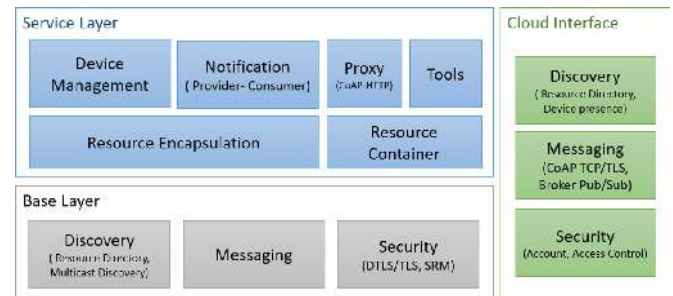 Service Layer
Device
Management
Notification
( Provider- Consumer)
Proxy
(CoAP-HTTP)
Tools
Resource Encapsulation
Resource
Container
Base Layer
Discovery
( Resource Directory,
Multicast Discovery)
Messaging
Security
(DTLS/TLS, SRM)
Cloud Interface
Discovery
( Resource Directory,
Device presence)
Messaging
(CoAP TCP/TLS,
Broker Pub/Sub)
Security
(Account, Access Control)